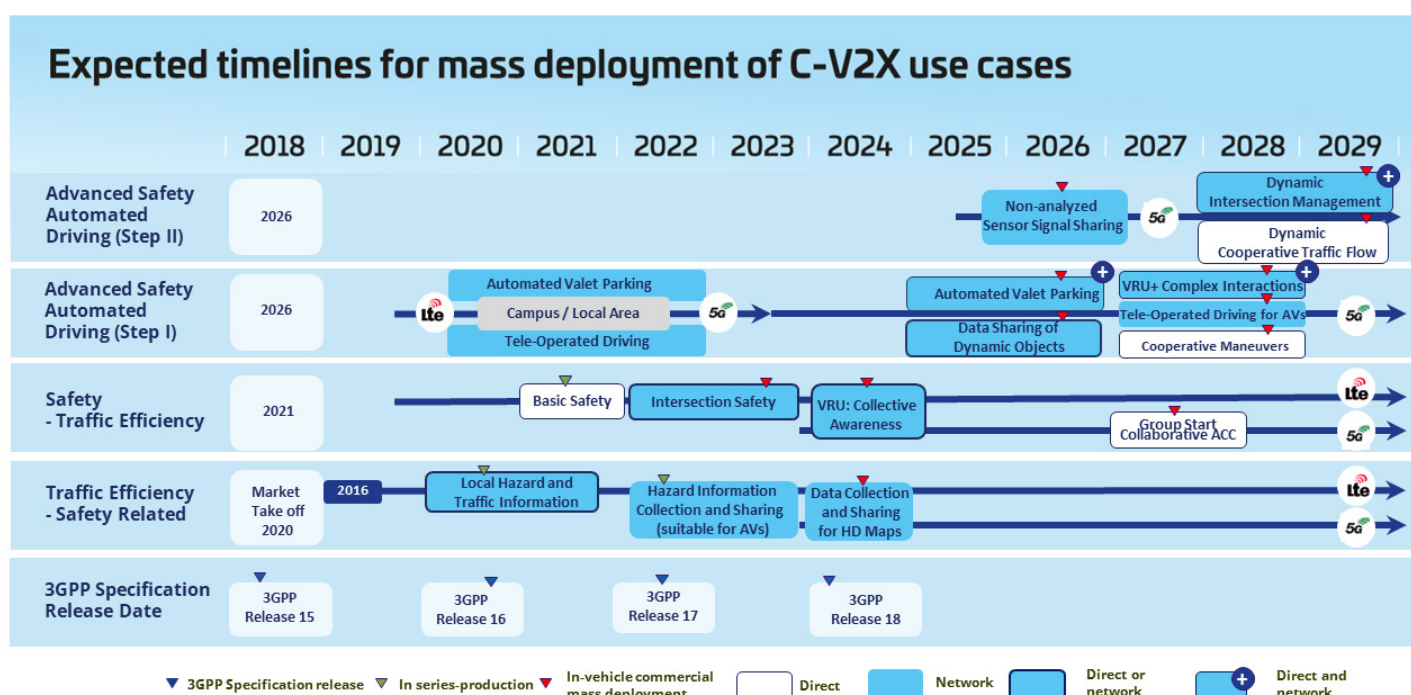 Expected timelines for mass deployment of C-V2X use cases
2018 2019 2020 2021 2022 2023 2024 2025 2026 2027 2028 2029
Advanced Safety
Automated
Driving (Step II)
2026
Non-analyzed
Sensor Signal Sharing
5G
Dynamic
Intersection Management
+
Dynamic
Cooperative Traffic Flow
Advanced Safety
Automated
Driving (Step I)
2026
lte
Automated Valet Parking
Campus / Local Area
Tele-Operated Driving
5G
Automated Valet Parking
+
Data Sharing of
Dynamic Objects
VRU+ Complex Interactions
+
Tele-Operated Driving for AVs
Cooperative Maneuvers
5G
Safety
- Traffic Efficiency
2021
Basic Safety
Intersection Safety
VRU: Collective
Awareness
Group Start
Collaborative ACC
lte
5G
Traffic Efficiency
- Safety Related
Market
Take off
2020
2016
Local Hazard and
Traffic Information
Hazard Information
Collection and Sharing
(suitable for AVs)
Data Collection
and Sharing
for HD Maps
lte
5G
3GPP Specification
Release Date
3GPP
Release 15
3GPP
Release 16
3GPP
Release 17
3GPP
Release 18
3GPP Specification release
In series-production
In-vehicle commercial
mass deployment
Direct
Network
Direct or
network
+
Direct and
network